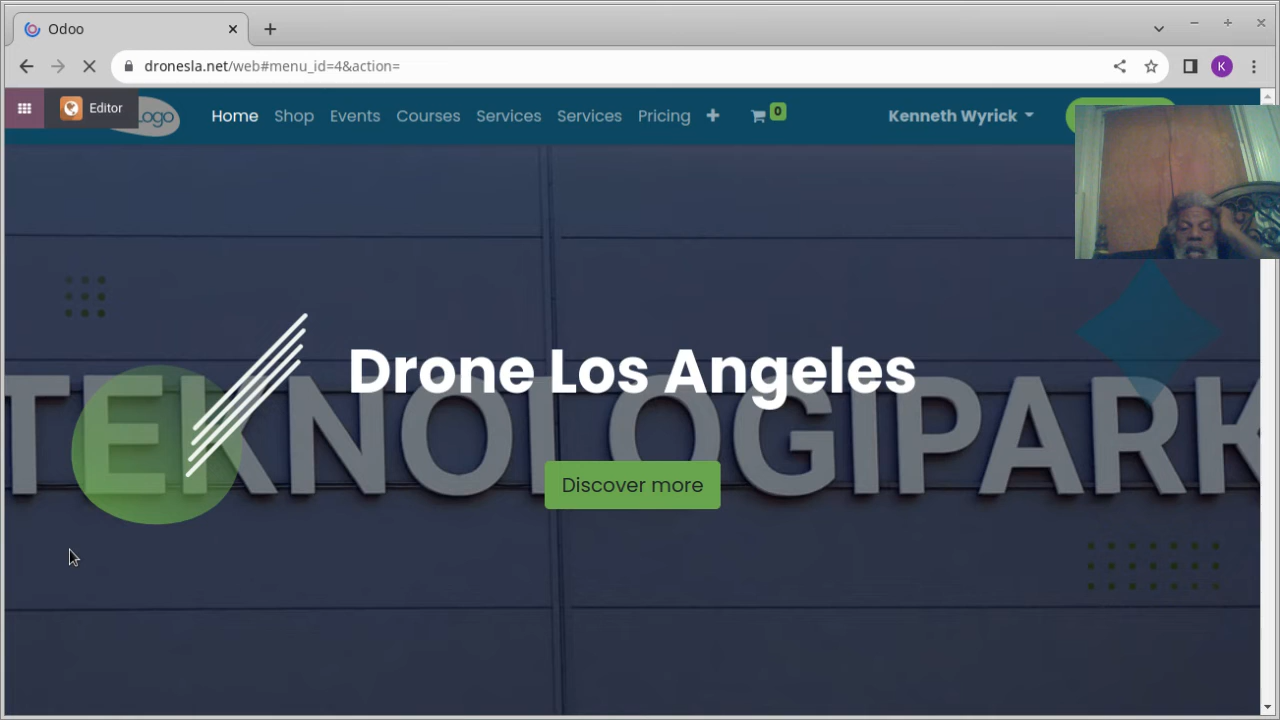 Odoo
dronesla.net/web#menu_id=4&action=
K
Editor
Logo
Home Shop Events Courses Services Services Pricing
0
Kenneth Wyrick
Drone Los Angeles
TEKNOLOGIPARK
Discover more